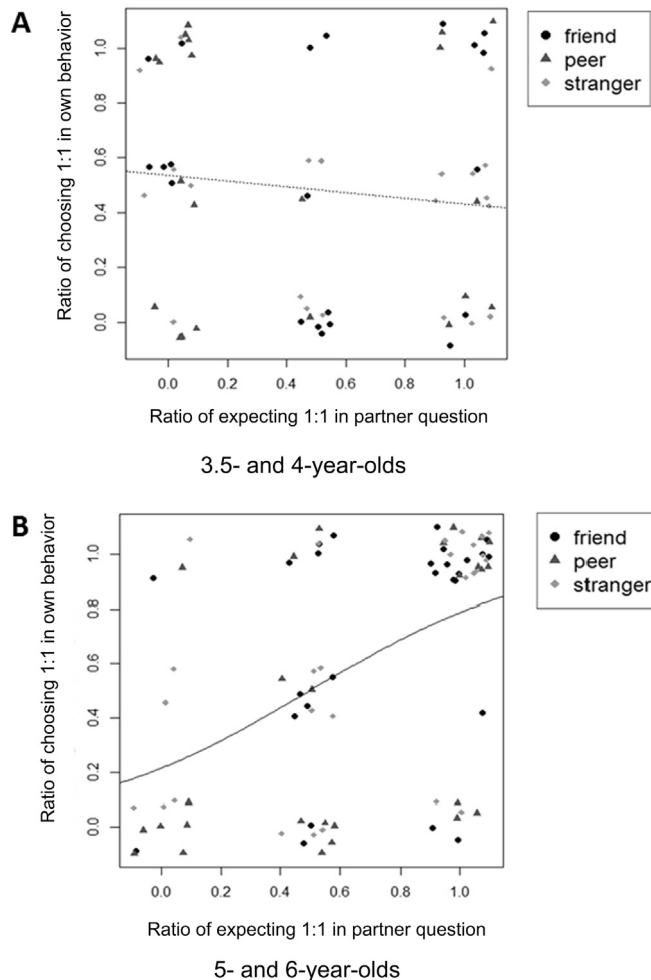 A
Ratio of choosing 1:1 in own behavior
1.0
0.8
0.6
0.4
0.2
0.0
0.0 0.2 0.4 0.6 0.8 1.0
Ratio of expecting 1:1 in partner question
friend
peer
stranger
3.5- and 4-year-olds
B
Ratio of choosing 1:1 in own behavior
1.0
0.8
0.6
0.4
0.2
0.0
0.0 0.2 0.4 0.6 0.8 1.0
Ratio of expecting 1:1 in partner question
friend
peer
stranger
5- and 6-year-olds